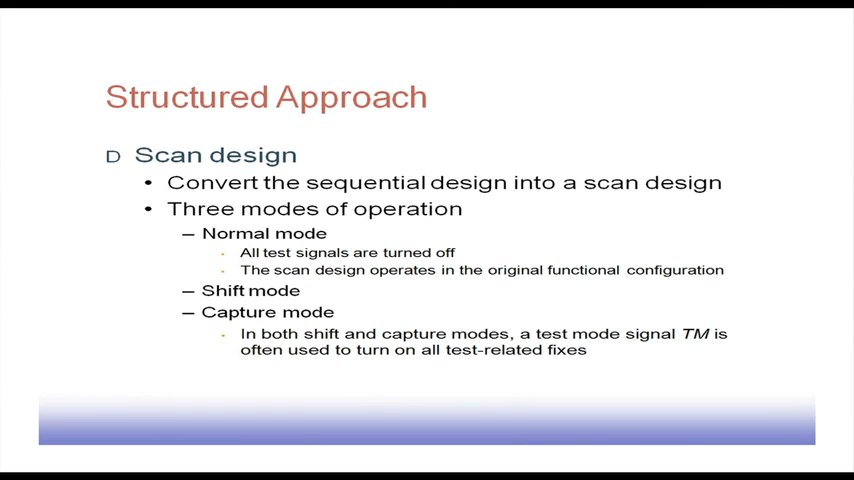 Structured Approach
D Scan design
• Convert the sequential design into a scan design
• Three modes of operation
– Normal mode
· All test signals are turned off
· The scan design operates in the original functional configuration
– Shift mode
– Capture mode
· In both shift and capture modes, a test mode signal TM is
often used to turn on all test-related fixes